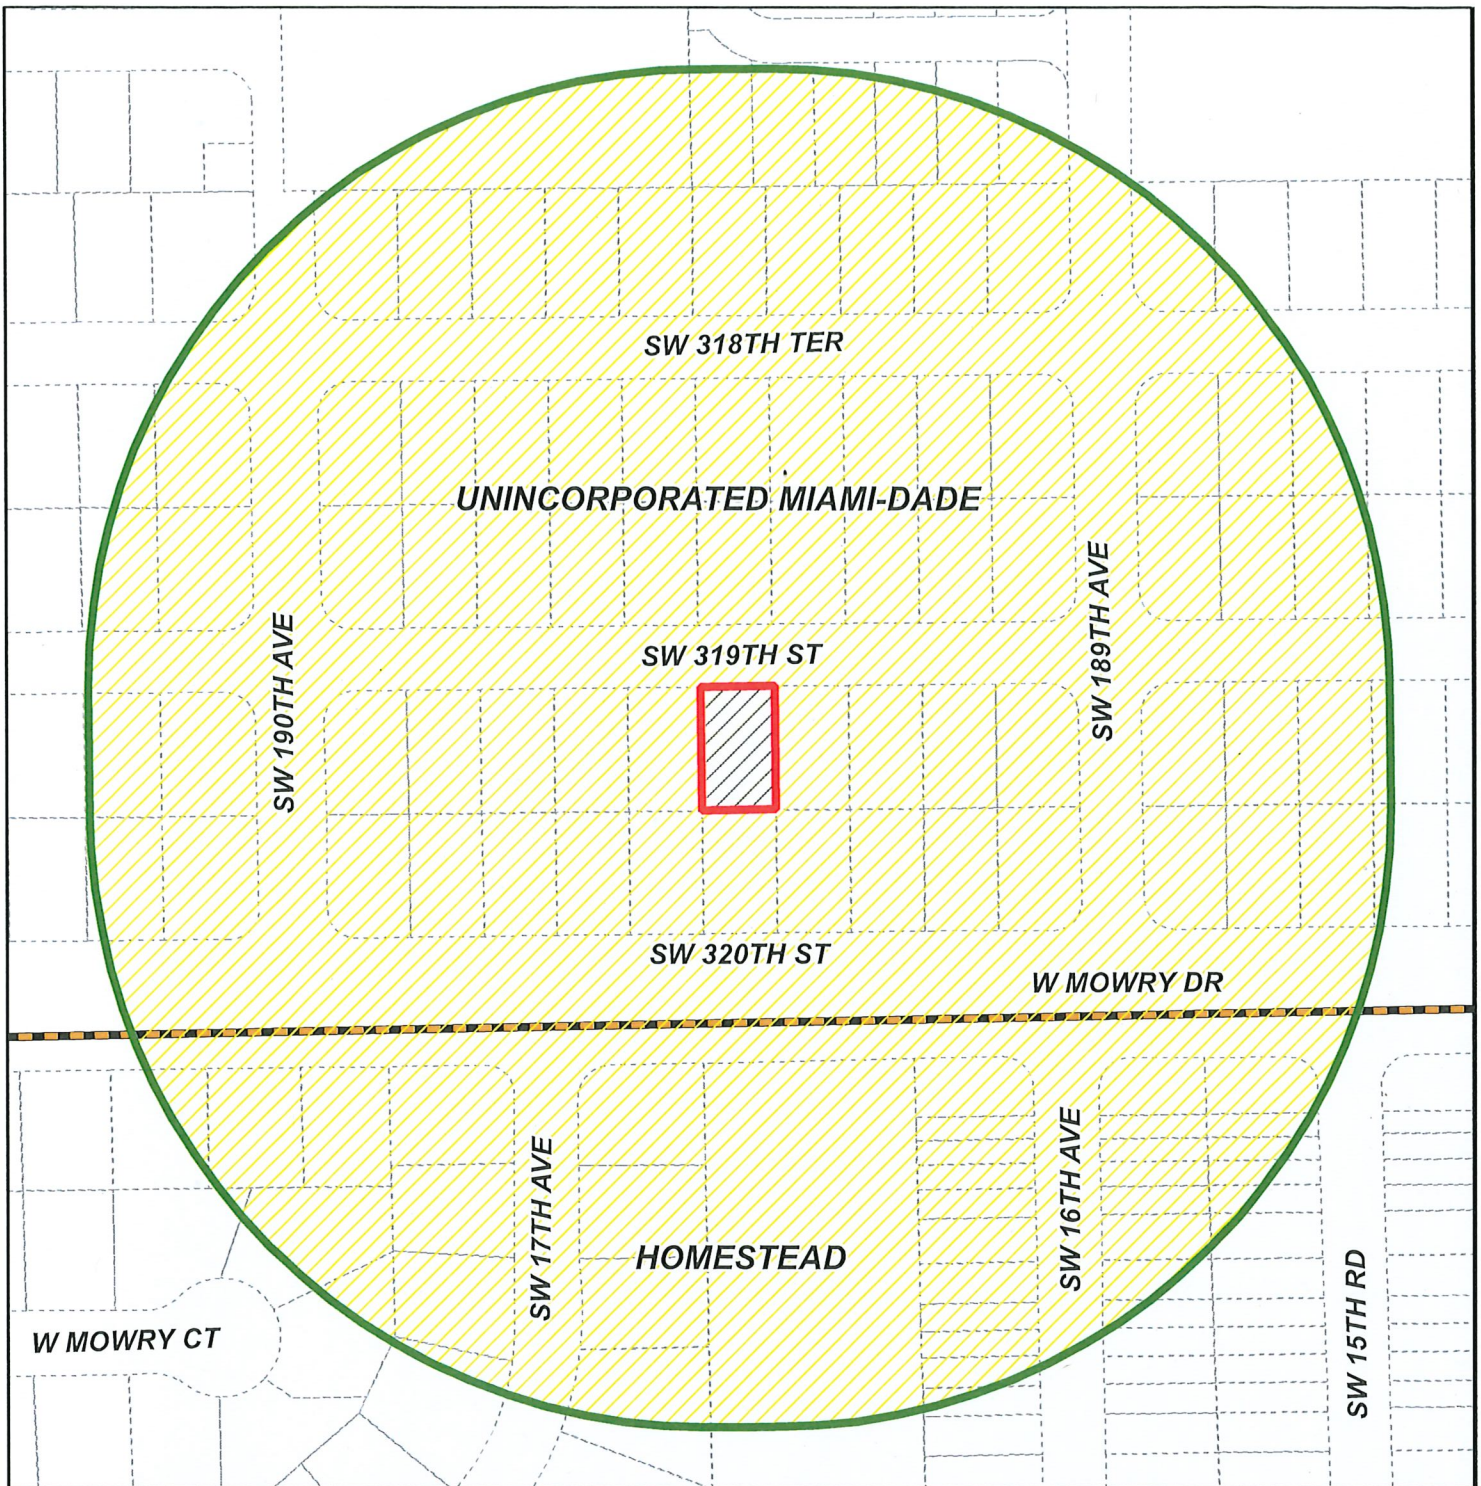 SW 318TH TER
UNINCORPORATED MIAMI-DADE
SW 189TH AVE
SW 190TH AVE
SW 319TH ST
SW 320TH ST
W MOWRY DR
SW 17TH AVE
SW 16TH AVE
HOMESTEAD
SW 15TH RD
W MOWRY CT